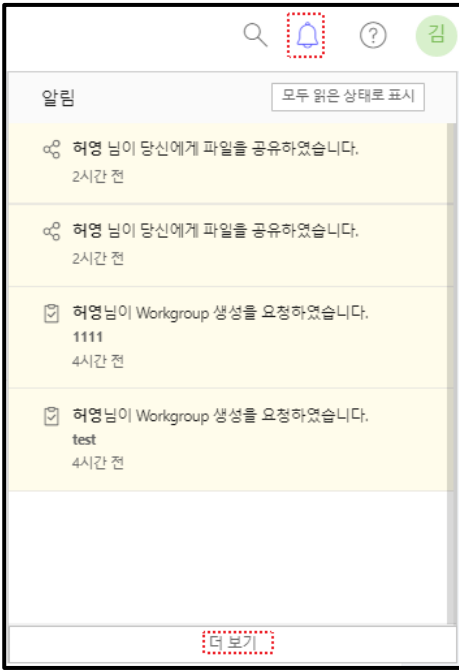 김
알림
모두 읽은 상태로 표시
허영 님이 당신에게 파일을 공유하였습니다.
2시간 전
허영 님이 당신에게 파일을 공유하였습니다.
2시간 전
허영님이 Workgroup 생성을 요청하였습니다.
1111
4시간 전
허영님이 Workgroup 생성을 요청하였습니다.
test
4시간 전
더 보기